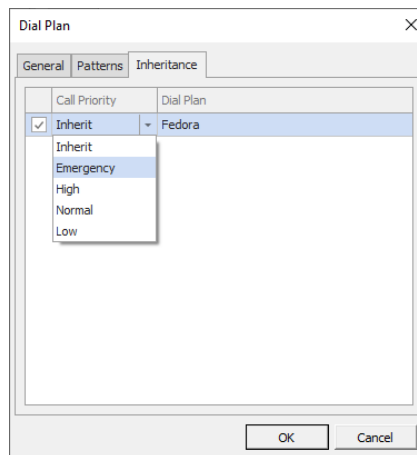 Dial Plan
General Patterns Inheritance
Call Priority Dial Plan
Inherit Fedora
Inherit
Emergency
High
Normal
Low
OK Cancel